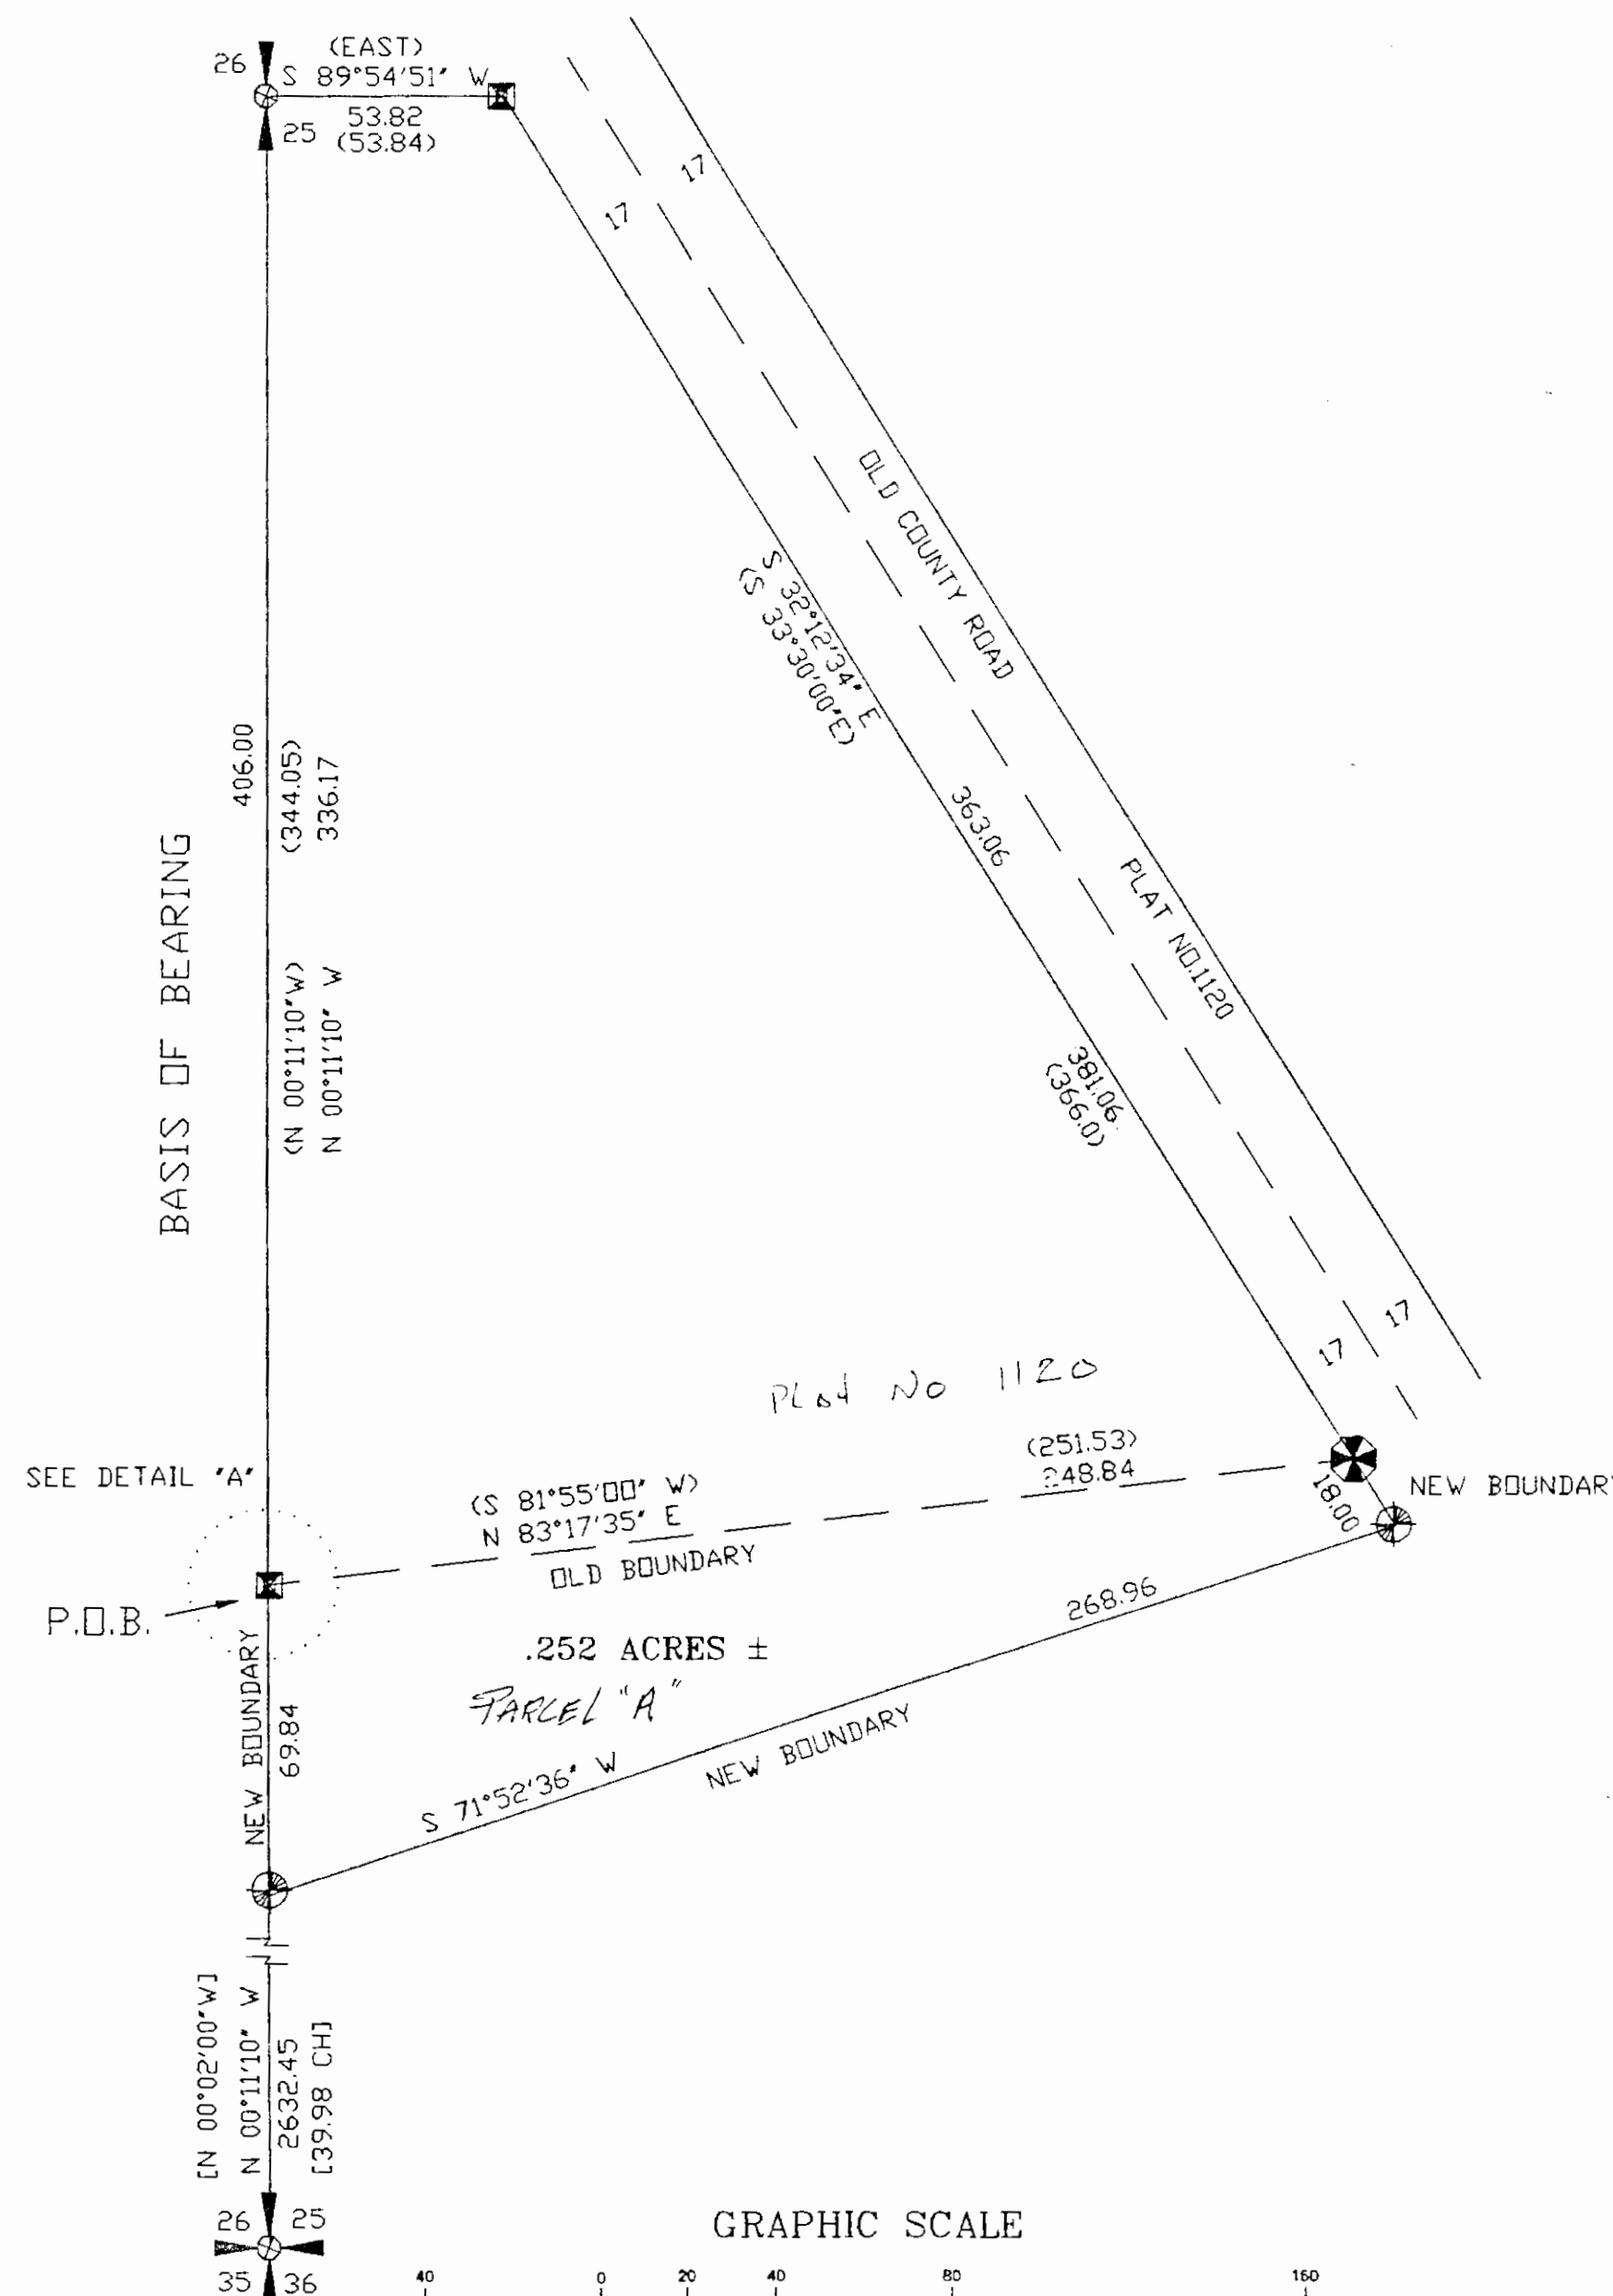 26
(EAST)
S 89°54'51" W
53.82
25 (53.84)
17
17
OLD COUNTY ROAD
S 32°12'34" E
(S 33°30'00"E)
406.00
(344.05)
336.17
363.06
PLAT NO.1120
BASIS OF BEARING
(N 00°11'10"W)
N 00°11'10" W
381.06
(366.0)
17
17
PLat No 1120
(251.53)
248.84
SEE DETAIL "A"
(S 81°55'00" W)
N 83°17'35" E
18.00
NEW BOUNDAR
OLD BOUNDARY
P.O.B.
268.96
.252 ACRES ±
PARCEL "A"
NEW BOUNDARY
69.84
S 71°52'36" W
NEW BOUNDARY
[N 00°02'00"W]
N 00°11'10" W
2632.45
[39.98 CH]
26 25
35 36
GRAPHIC SCALE
40 0 20 40 80 160